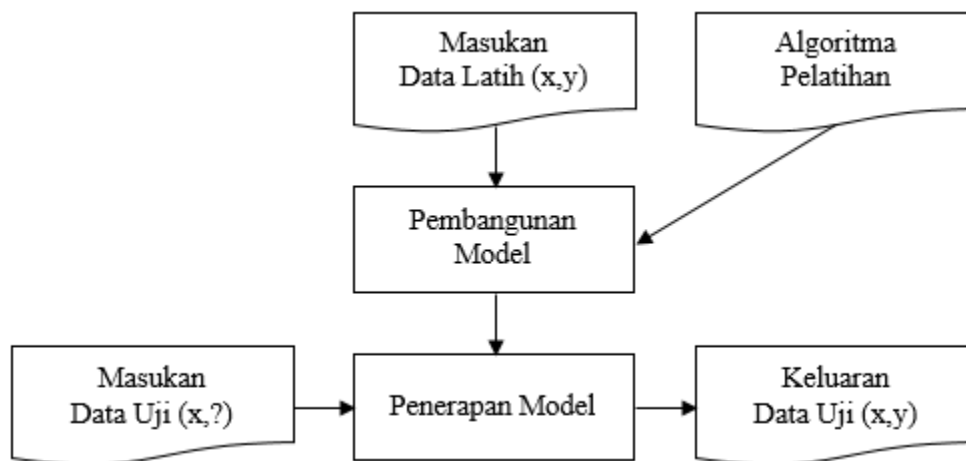 Masukan
Data Latih (x,y)
Algoritma
Pelatihan
Pembangunan
Model
Masukan
Data Uji (x,?)
Penerapan Model
Keluaran
Data Uji (x,y)